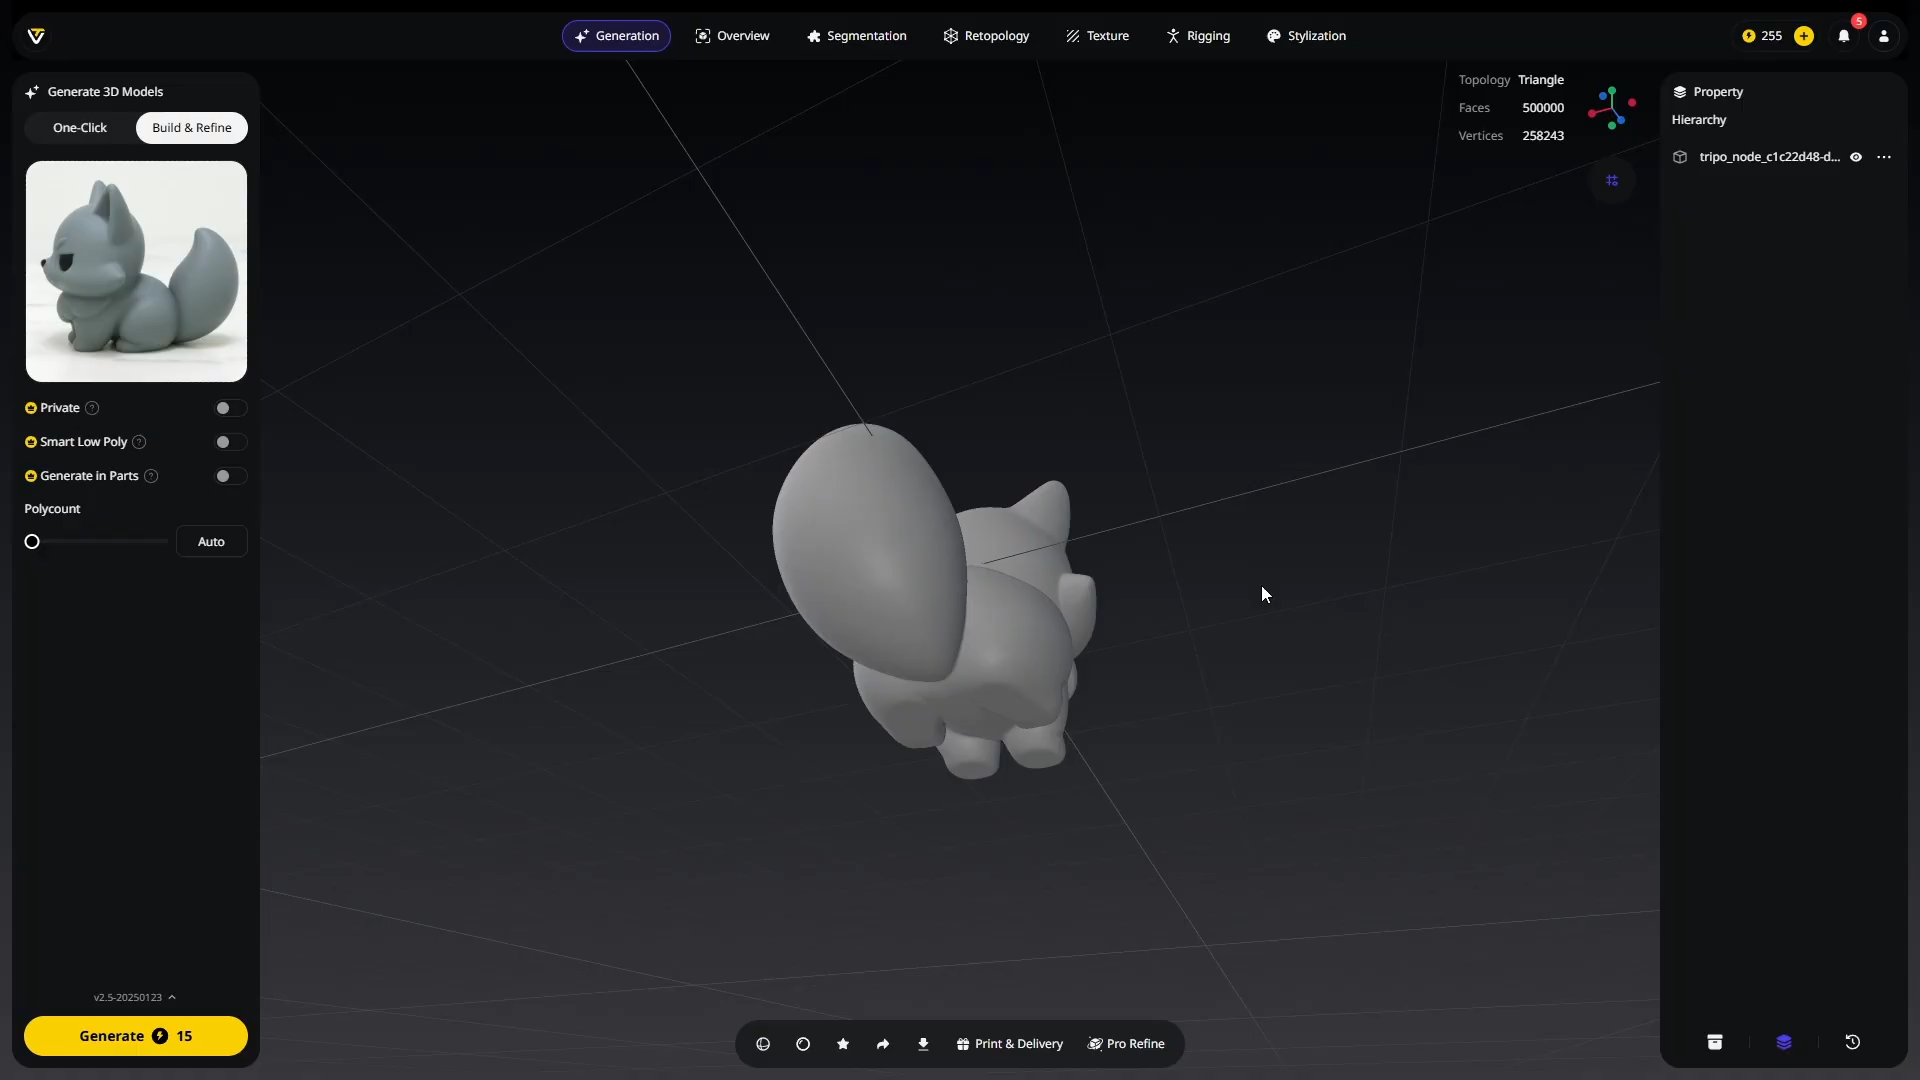 Generation
Overview
Segmentation
Retopology
Texture
Rigging
Stylization
255
5
Generate 3D Models
One-Click
Build & Refine
Private ?
Smart Low Poly ?
Generate in Parts ?
Polycount
Auto
v2.5-20250123
Generate 15
Topology Triangle
Faces 500000
Vertices 258243
Property
Hierarchy
tripo_node_c1c22d48-d...
Print & Delivery
Pro Refine